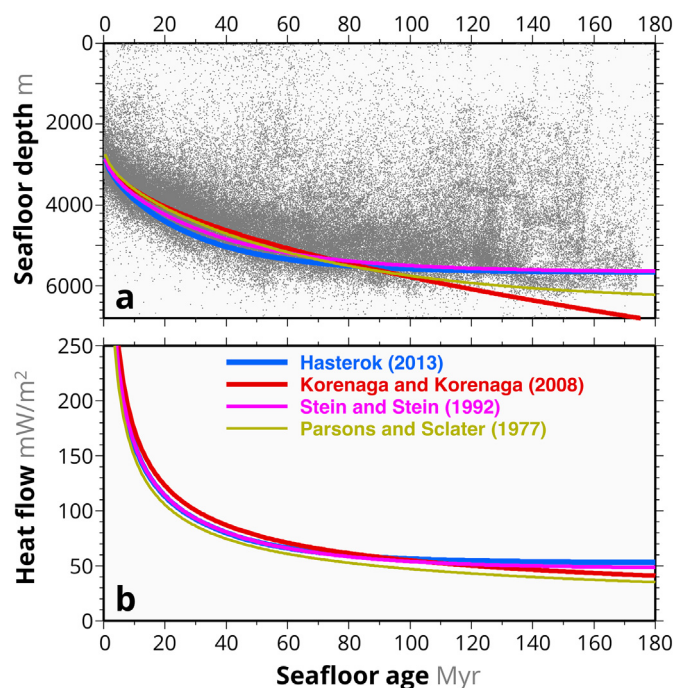 0 20 40 60 80 100 120 140 160 180
0
2000
4000
6000
Seafloor depth m
a
250
200
150
100
50
0
Heat flow mW/m²
Hasterok (2013)
Korenaga and Korenaga (2008)
Stein and Stein (1992)
Parsons and Sclater (1977)
b
0 20 40 60 80 100 120 140 160 180
Seafloor age Myr